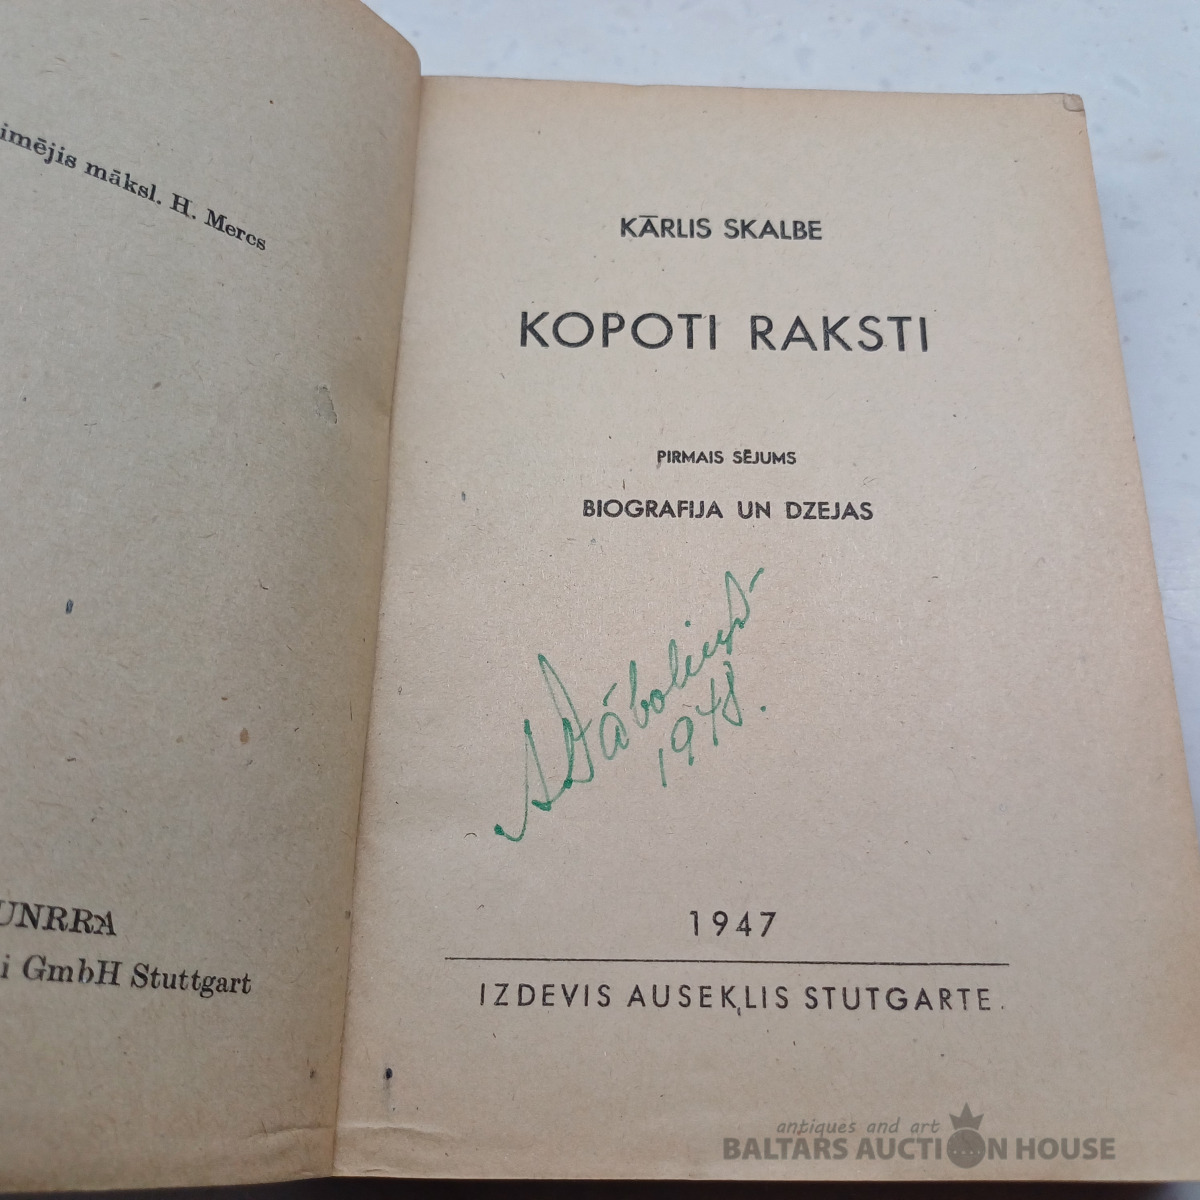 imējis māksl. H. Mercs
UNRRA
i GmbH Stuttgart
KĀRLIS SKALBE
KOPOTI RAKSTI
PIRMAIS SĒJUMS
BIOGRAFIJA UN DZEJAS
1948.
1947
IZDEVIS AUSEKĻLIS STUTGARTE.
antiques and art
BALTARS AUCTION HOUSE